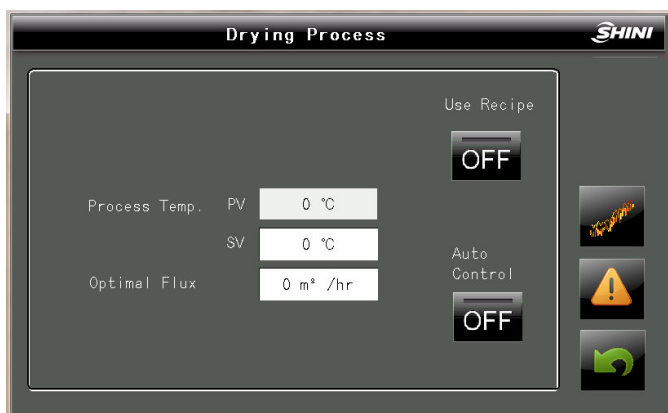 Drying Process
SHINI
Use Recipe
OFF
Process Temp. PV 0 ℃
SV 0 ℃
Auto
Control
Optimal Flux 0 m³ /hr
OFF